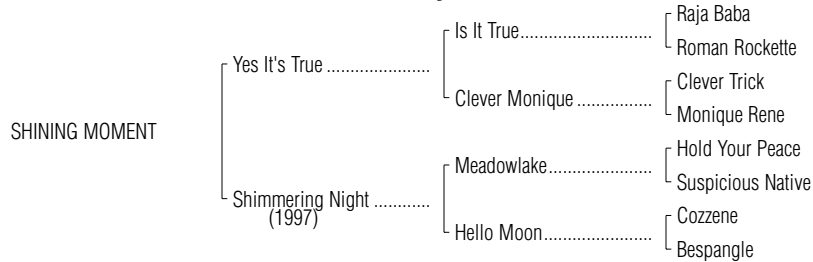 Raja Baba
Is It True............................
Roman Rockette
Yes It's True ......................
Clever Trick
Clever Monique ................
Monique Rene
SHINING MOMENT
Hold Your Peace
Meadowlake......................
Suspicious Native
Shimmering Night ............
(1997)
Cozzene
Hello Moon.......................
Bespangle